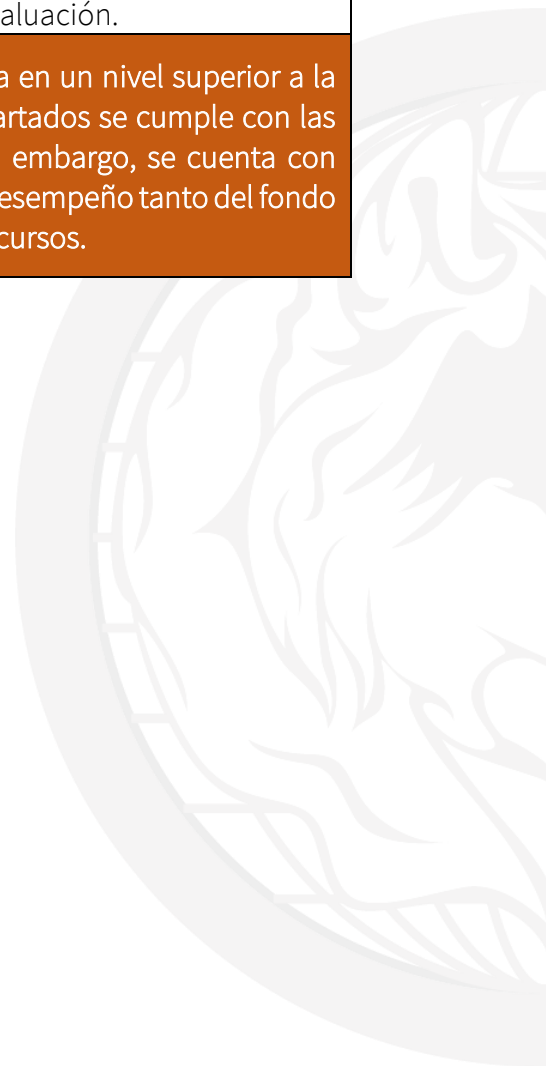 aluación.
a en un nivel superior a la
artados se cumple con las
embargo, se cuenta con
esempeño tanto del fondo
cursos.